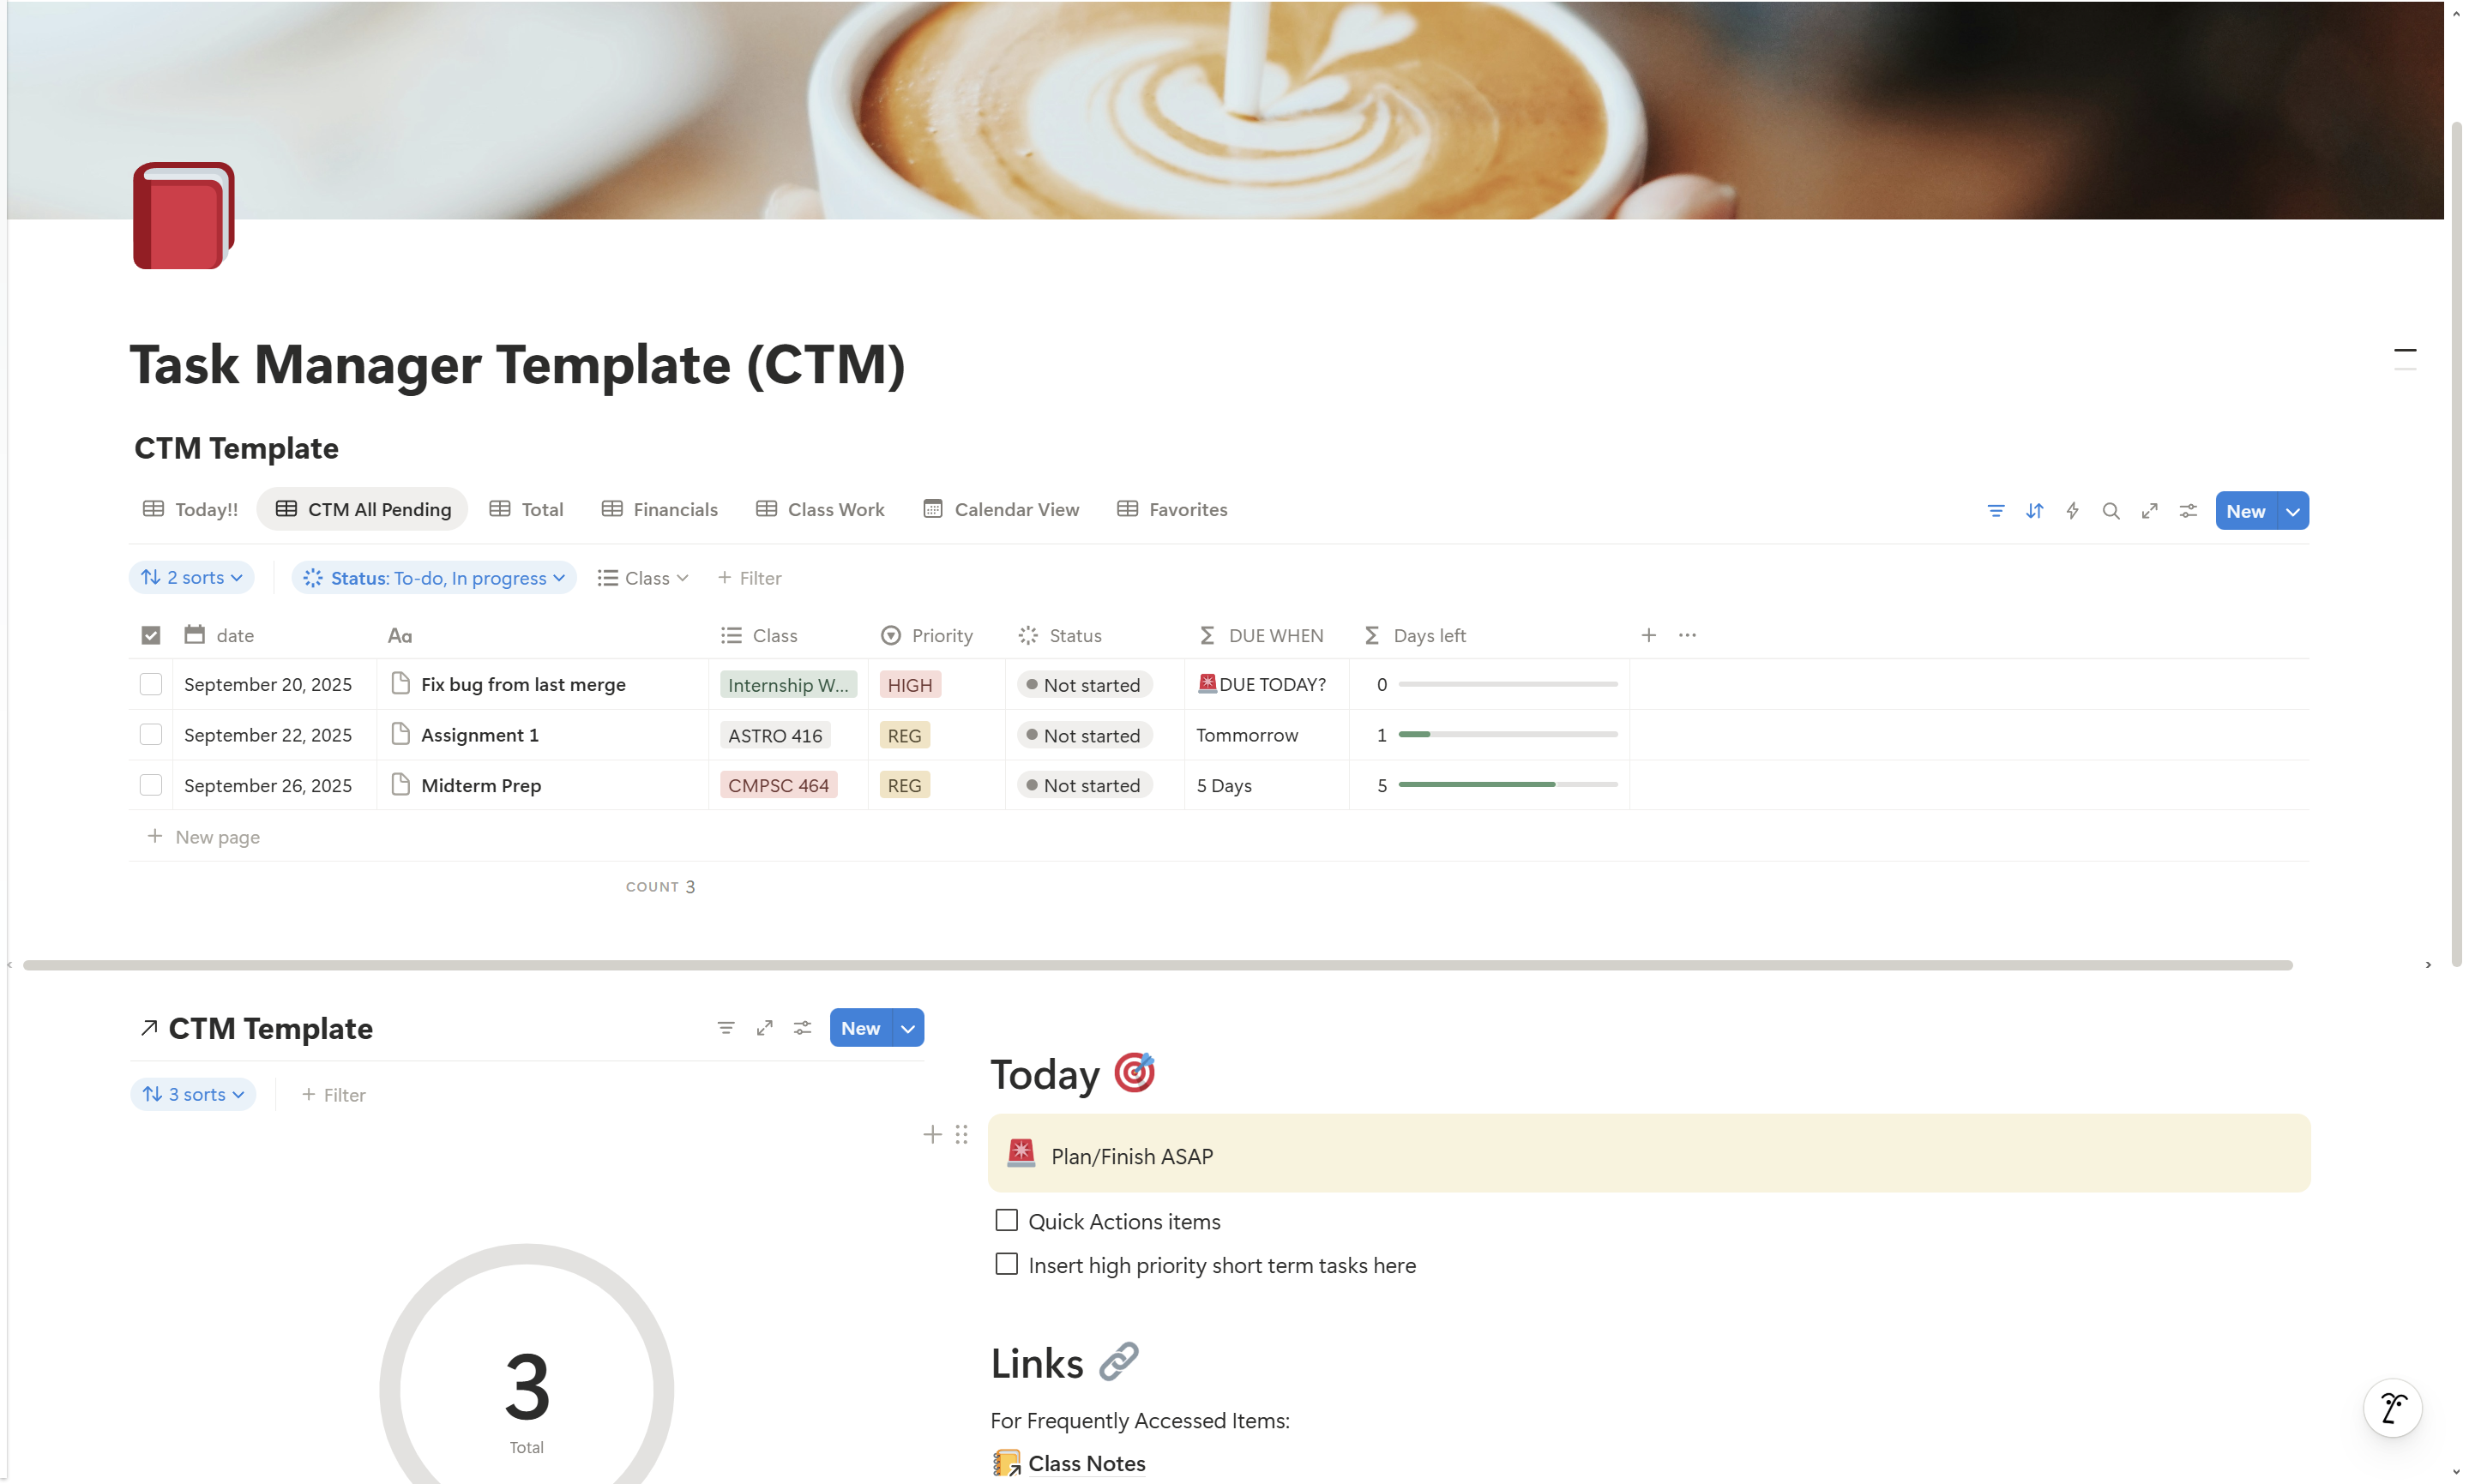 Task Manager Template (CTM)
CTM Template
Today!! CTM All Pending Total Financials Class Work Calendar View Favorites New
2 sorts Status: To-do, In progress Class + Filter
date Aa Class Priority Status Σ DUE WHEN Σ Days left + ...
September 20, 2025 Fix bug from last merge Internship W... HIGH Not started 🚨DUE TODAY? 0
September 22, 2025 Assignment 1 ASTRO 416 REG Not started Tommorrow 1
September 26, 2025 Midterm Prep CMPSC 464 REG Not started 5 Days 5
+ New page
COUNT 3
CTM Template New
3 sorts + Filter
3
Total
Today 🎯
🚨 Plan/Finish ASAP
Quick Actions items
Insert high priority short term tasks here
Links 🔗
For Frequently Accessed Items:
Class Notes